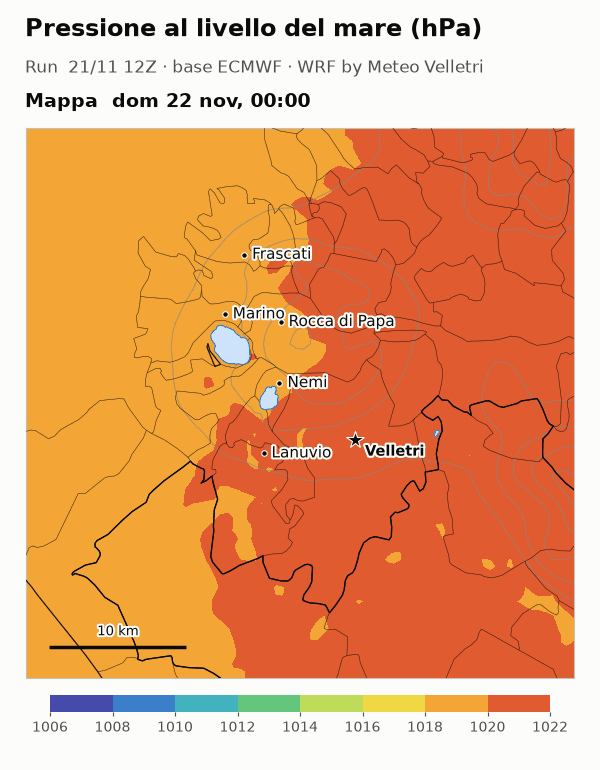 Pressione al livello del mare (hPa)
Run 21/11 12Z · base ECMWF · WRF by Meteo Velletri
Mappa dom 22 nov, 00:00
Frascati
Marino
Rocca di Papa
Nemi
Velletri
Lanuvio
10 km
1006 1008 1010 1012 1014 1016 1018 1020 1022